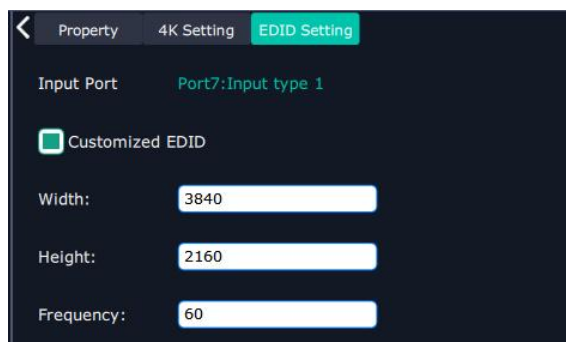 Property 4K Setting EDID Setting
Input Port Port7:Input type 1
Customized EDID
Width: 3840
Height: 2160
Frequency: 60